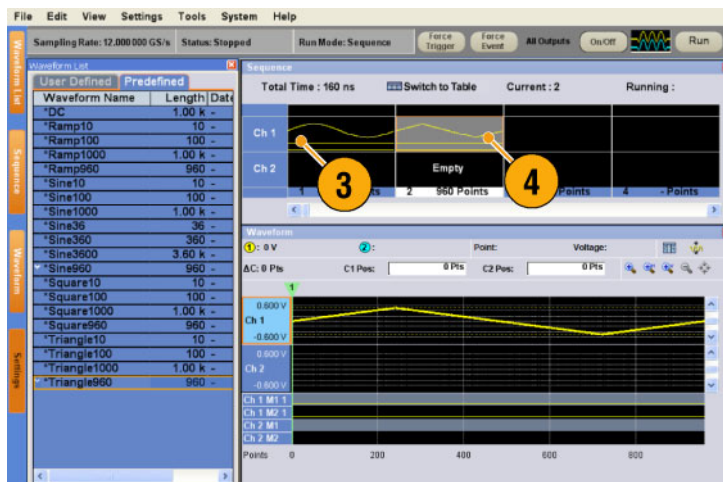 File Edit View Settings Tools System Help
Sampling Rate: 12.000 000 GS/s Status: Stopped Run Mode: Sequence Force Trigger Force Event All Outputs On/Off Run
Waveform List
Sequence
Waveform
Settings
Waveform List
User Defined Predefined
Waveform Name Length Date
*DC 1.00 k -
*Ramp10 10 -
*Ramp100 100 -
*Ramp1000 1.00 k -
*Ramp960 960 -
*Sine10 10 -
*Sine100 100 -
*Sine1000 1.00 k -
*Sine36 36 -
*Sine360 360 -
*Sine3600 3.60 k -
*Sine960 960 -
*Square10 10 -
*Square100 100 -
*Square1000 1.00 k -
*Square960 960 -
*Triangle10 10 -
*Triangle100 100 -
*Triangle1000 1.00 k -
*Triangle960 960 -
Sequence
Total Time : 160 ns Switch to Table Current : 2 Running :
Ch 1
3 4
Ch 2 Empty
1 2 960 Points Points 4 - Points
Waveform
1 : 0 V 2 : Point: Voltage:
ΔC: 0 Pts C1 Pos: 0 Pts C2 Pos: 0 Pts
1
0.600 V
Ch 1
-0.600 V
0.600 V
Ch 2
-0.600 V
Ch 1 M1 1
Ch 1 M2 1
Ch 2 M1
Ch 2 M2
Points 0 200 400 600 800